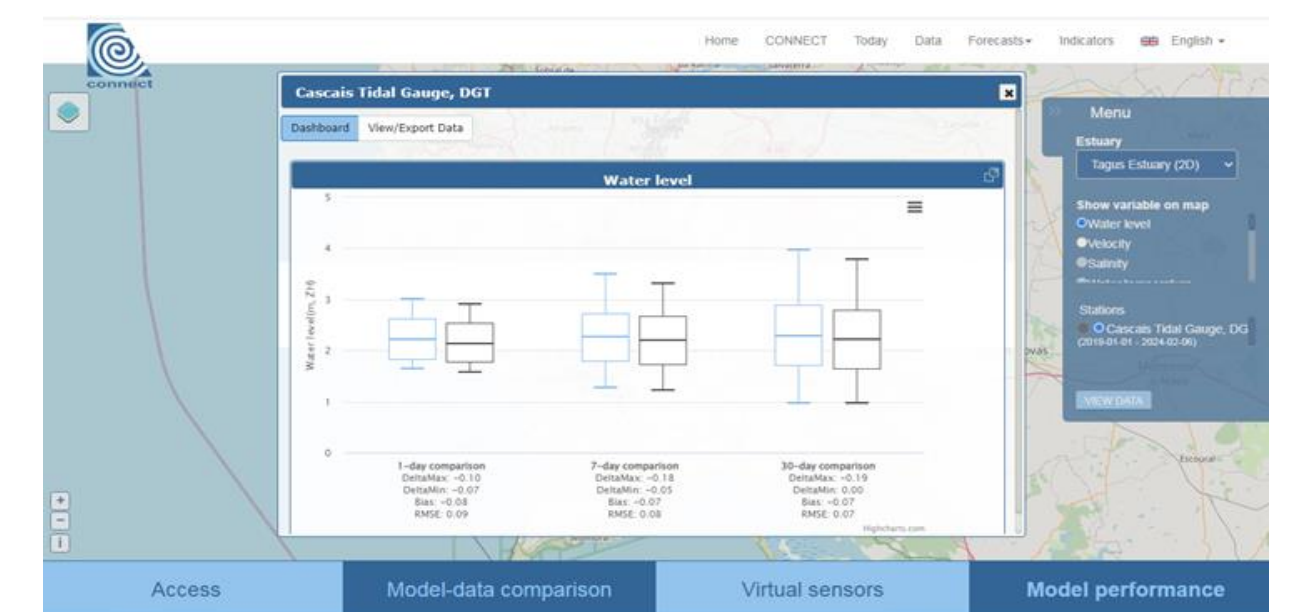 Home CONNECT Today Data Forecasts Indicators English
connect
Cascais Tidal Gauge, DGT
Dashboard View/Export Data
Water level
5
4
3
2
1
0
Water level(m, ZH)
1-day comparison
DeltaMax: -0.10
DeltaMin: -0.07
Bias: -0.08
RMSE: 0.09
7-day comparison
DeltaMax: -0.18
DeltaMin: -0.05
Bias: -0.07
RMSE: 0.08
30-day comparison
DeltaMax: -0.19
DeltaMin: 0.00
Bias: -0.07
RMSE: 0.07
Highcharts.com
Menu
Estuary
Tagus Estuary (2D)
Show variable on map
Water level
Velocity
Salinity
Stations
Cascais Tidal Gauge, DG
(2019-01-01 - 2024-02-06)
VIEW DATA
Escoural
+
−
i
Access Model-data comparison Virtual sensors Model performance